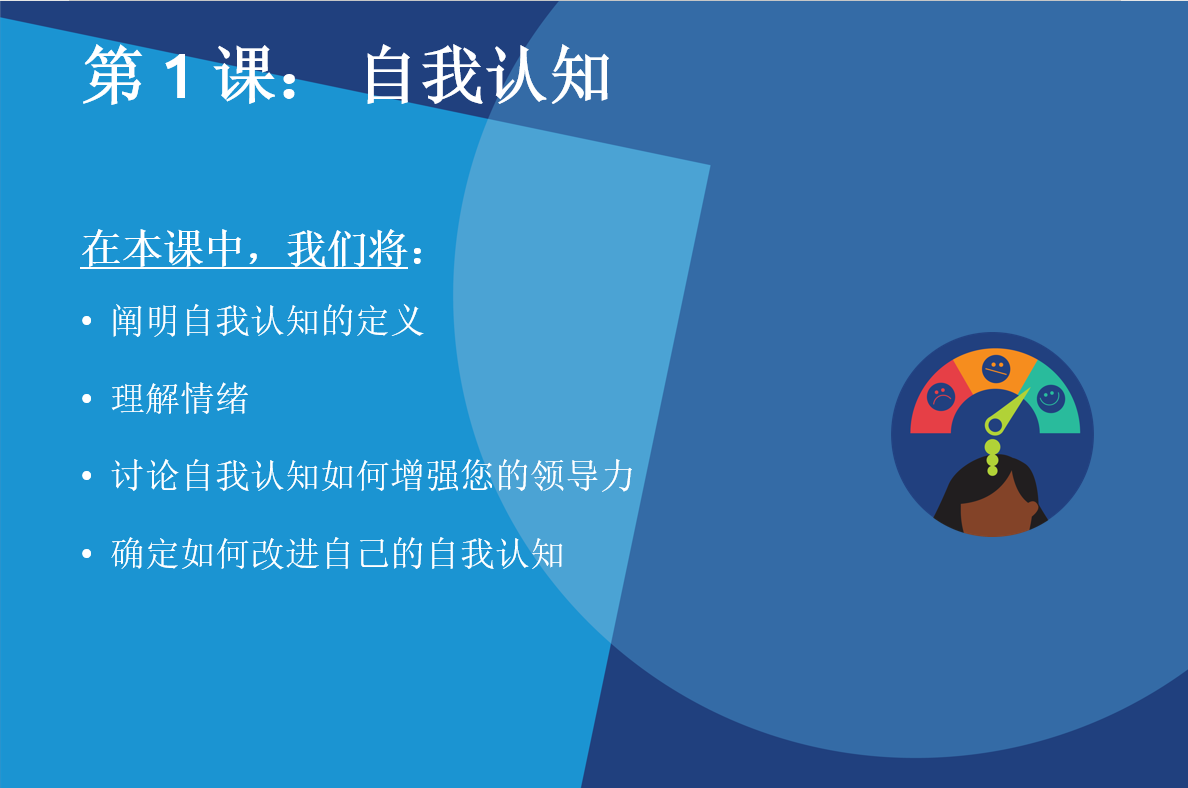 第 1 课： 自我认知
在本课中，我们将：
• 阐明自我认知的定义
• 理解情绪
• 讨论自我认知如何增强您的领导力
• 确定如何改进自己的自我认知